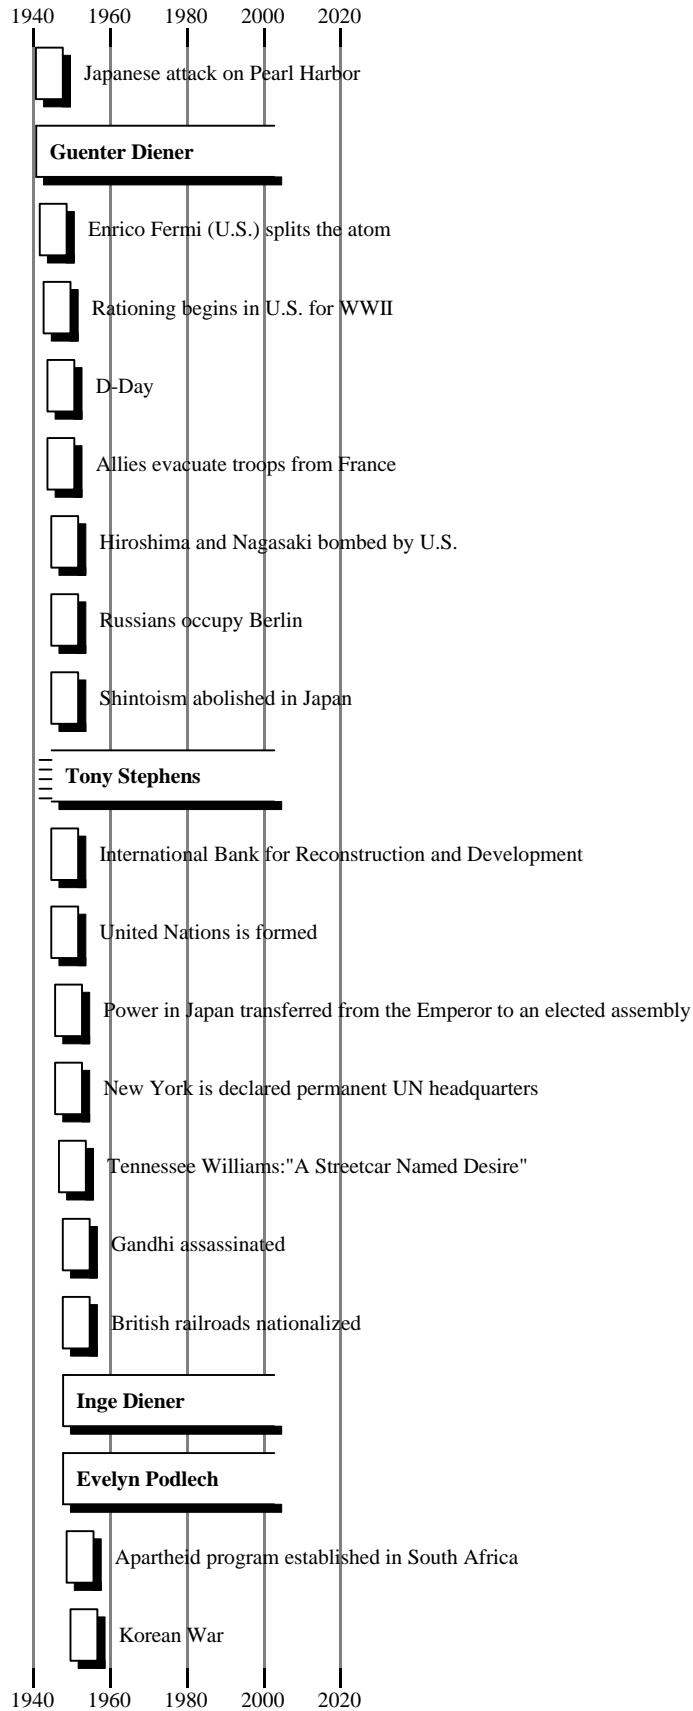 1940 1960 1980 2000 2020
Japanese attack on Pearl Harbor
Guenter Diener
Enrico Fermi (U.S.) splits the atom
Rationing begins in U.S. for WWII
D-Day
Allies evacuate troops from France
Hiroshima and Nagasaki bombed by U.S.
Russians occupy Berlin
Shintoism abolished in Japan
Tony Stephens
International Bank for Reconstruction and Development
United Nations is formed
Power in Japan transferred from the Emperor to an elected assembly
New York is declared permanent UN headquarters
Tennessee Williams:"A Streetcar Named Desire"
Gandhi assassinated
British railroads nationalized
Inge Diener
Evelyn Podlech
Apartheid program established in South Africa
Korean War
1940 1960 1980 2000 2020